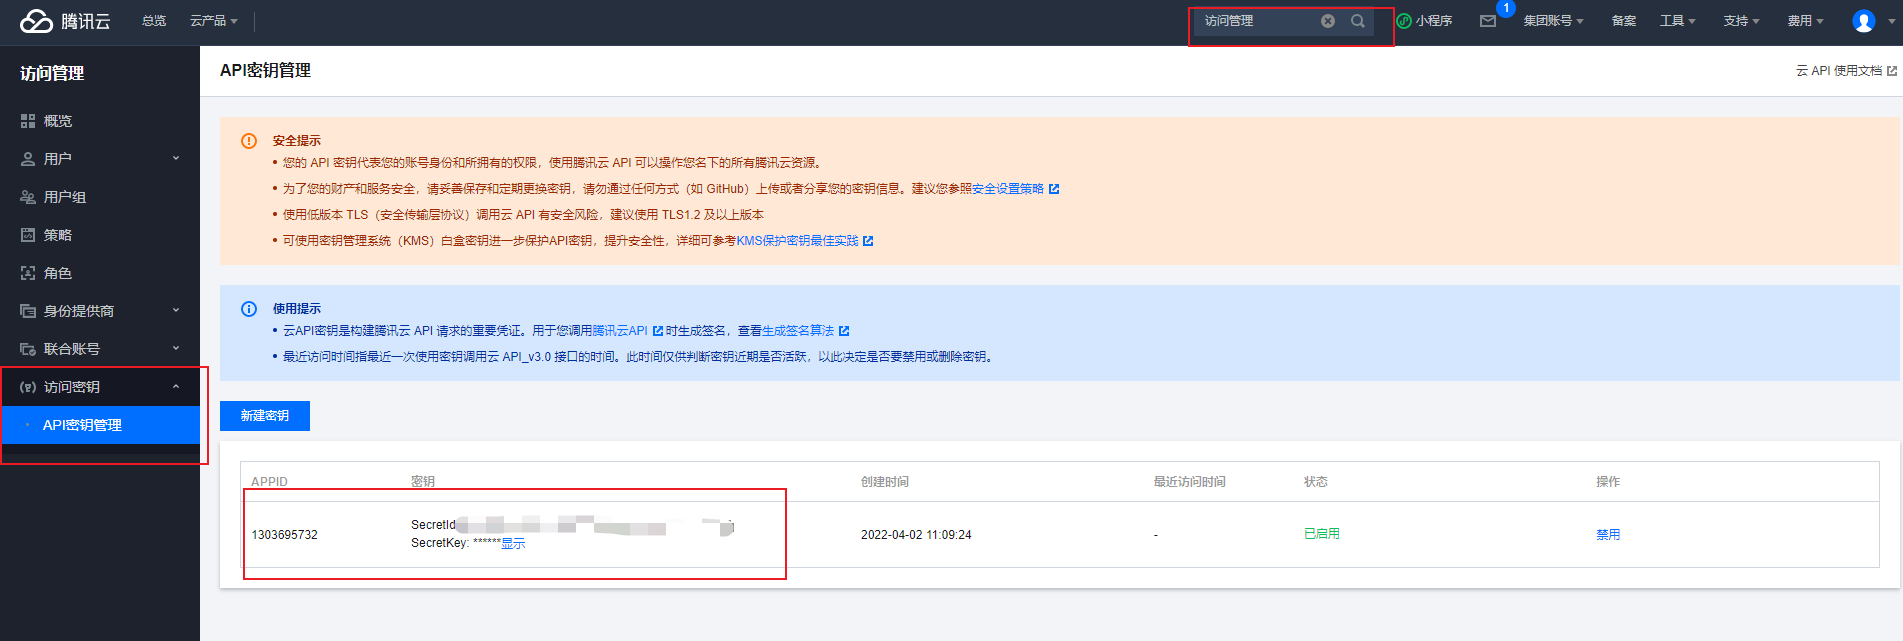 腾讯云 总览 云产品 访问管理 小程序 1 集团账号 备案 工具 支持 费用
访问管理
概览
用户
用户组
策略
角色
身份提供商
联合账号
访问密钥
API密钥管理
API密钥管理 云 API 使用文档
安全提示
• 您的 API 密钥代表您的账号身份和所拥有的权限，使用腾讯云 API 可以操作您名下的所有腾讯云资源。
• 为了您的财产和服务安全，请妥善保存和定期更换密钥，请勿通过任何方式（如 GitHub）上传或者分享您的密钥信息。建议您参照安全设置策略
• 使用低版本 TLS（安全传输层协议）调用云 API 有安全风险，建议使用 TLS1.2 及以上版本
• 可使用密钥管理系统（KMS）白盒密钥进一步保护API密钥，提升安全性，详细可参考KMS保护密钥最佳实践
使用提示
• 云API密钥是构建腾讯云 API 请求的重要凭证。用于您调用腾讯云API 时生成签名，查看生成签名算法
• 最近访问时间指最近一次使用密钥调用云 API_v3.0 接口的时间。此时间仅供判断密钥近期是否活跃，以此决定是否要禁用或删除密钥。
新建密钥
APPID 密钥 创建时间 最近访问时间 状态 操作
1303695732 SecretId 2022-04-02 11:09:24 - 已启用 禁用
SecretKey: ******显示